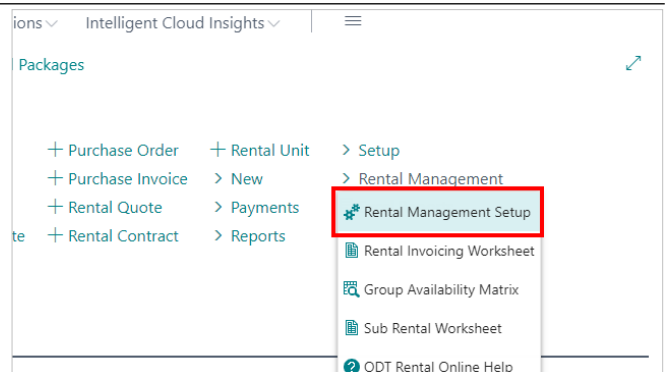 ions Intelligent Cloud Insights
Packages
+ Purchase Order + Rental Unit > Setup
+ Purchase Invoice > New > Rental Management
+ Rental Quote > Payments Rental Management Setup
te + Rental Contract > Reports Rental Invoicing Worksheet
Group Availability Matrix
Sub Rental Worksheet
ODT Rental Online Help